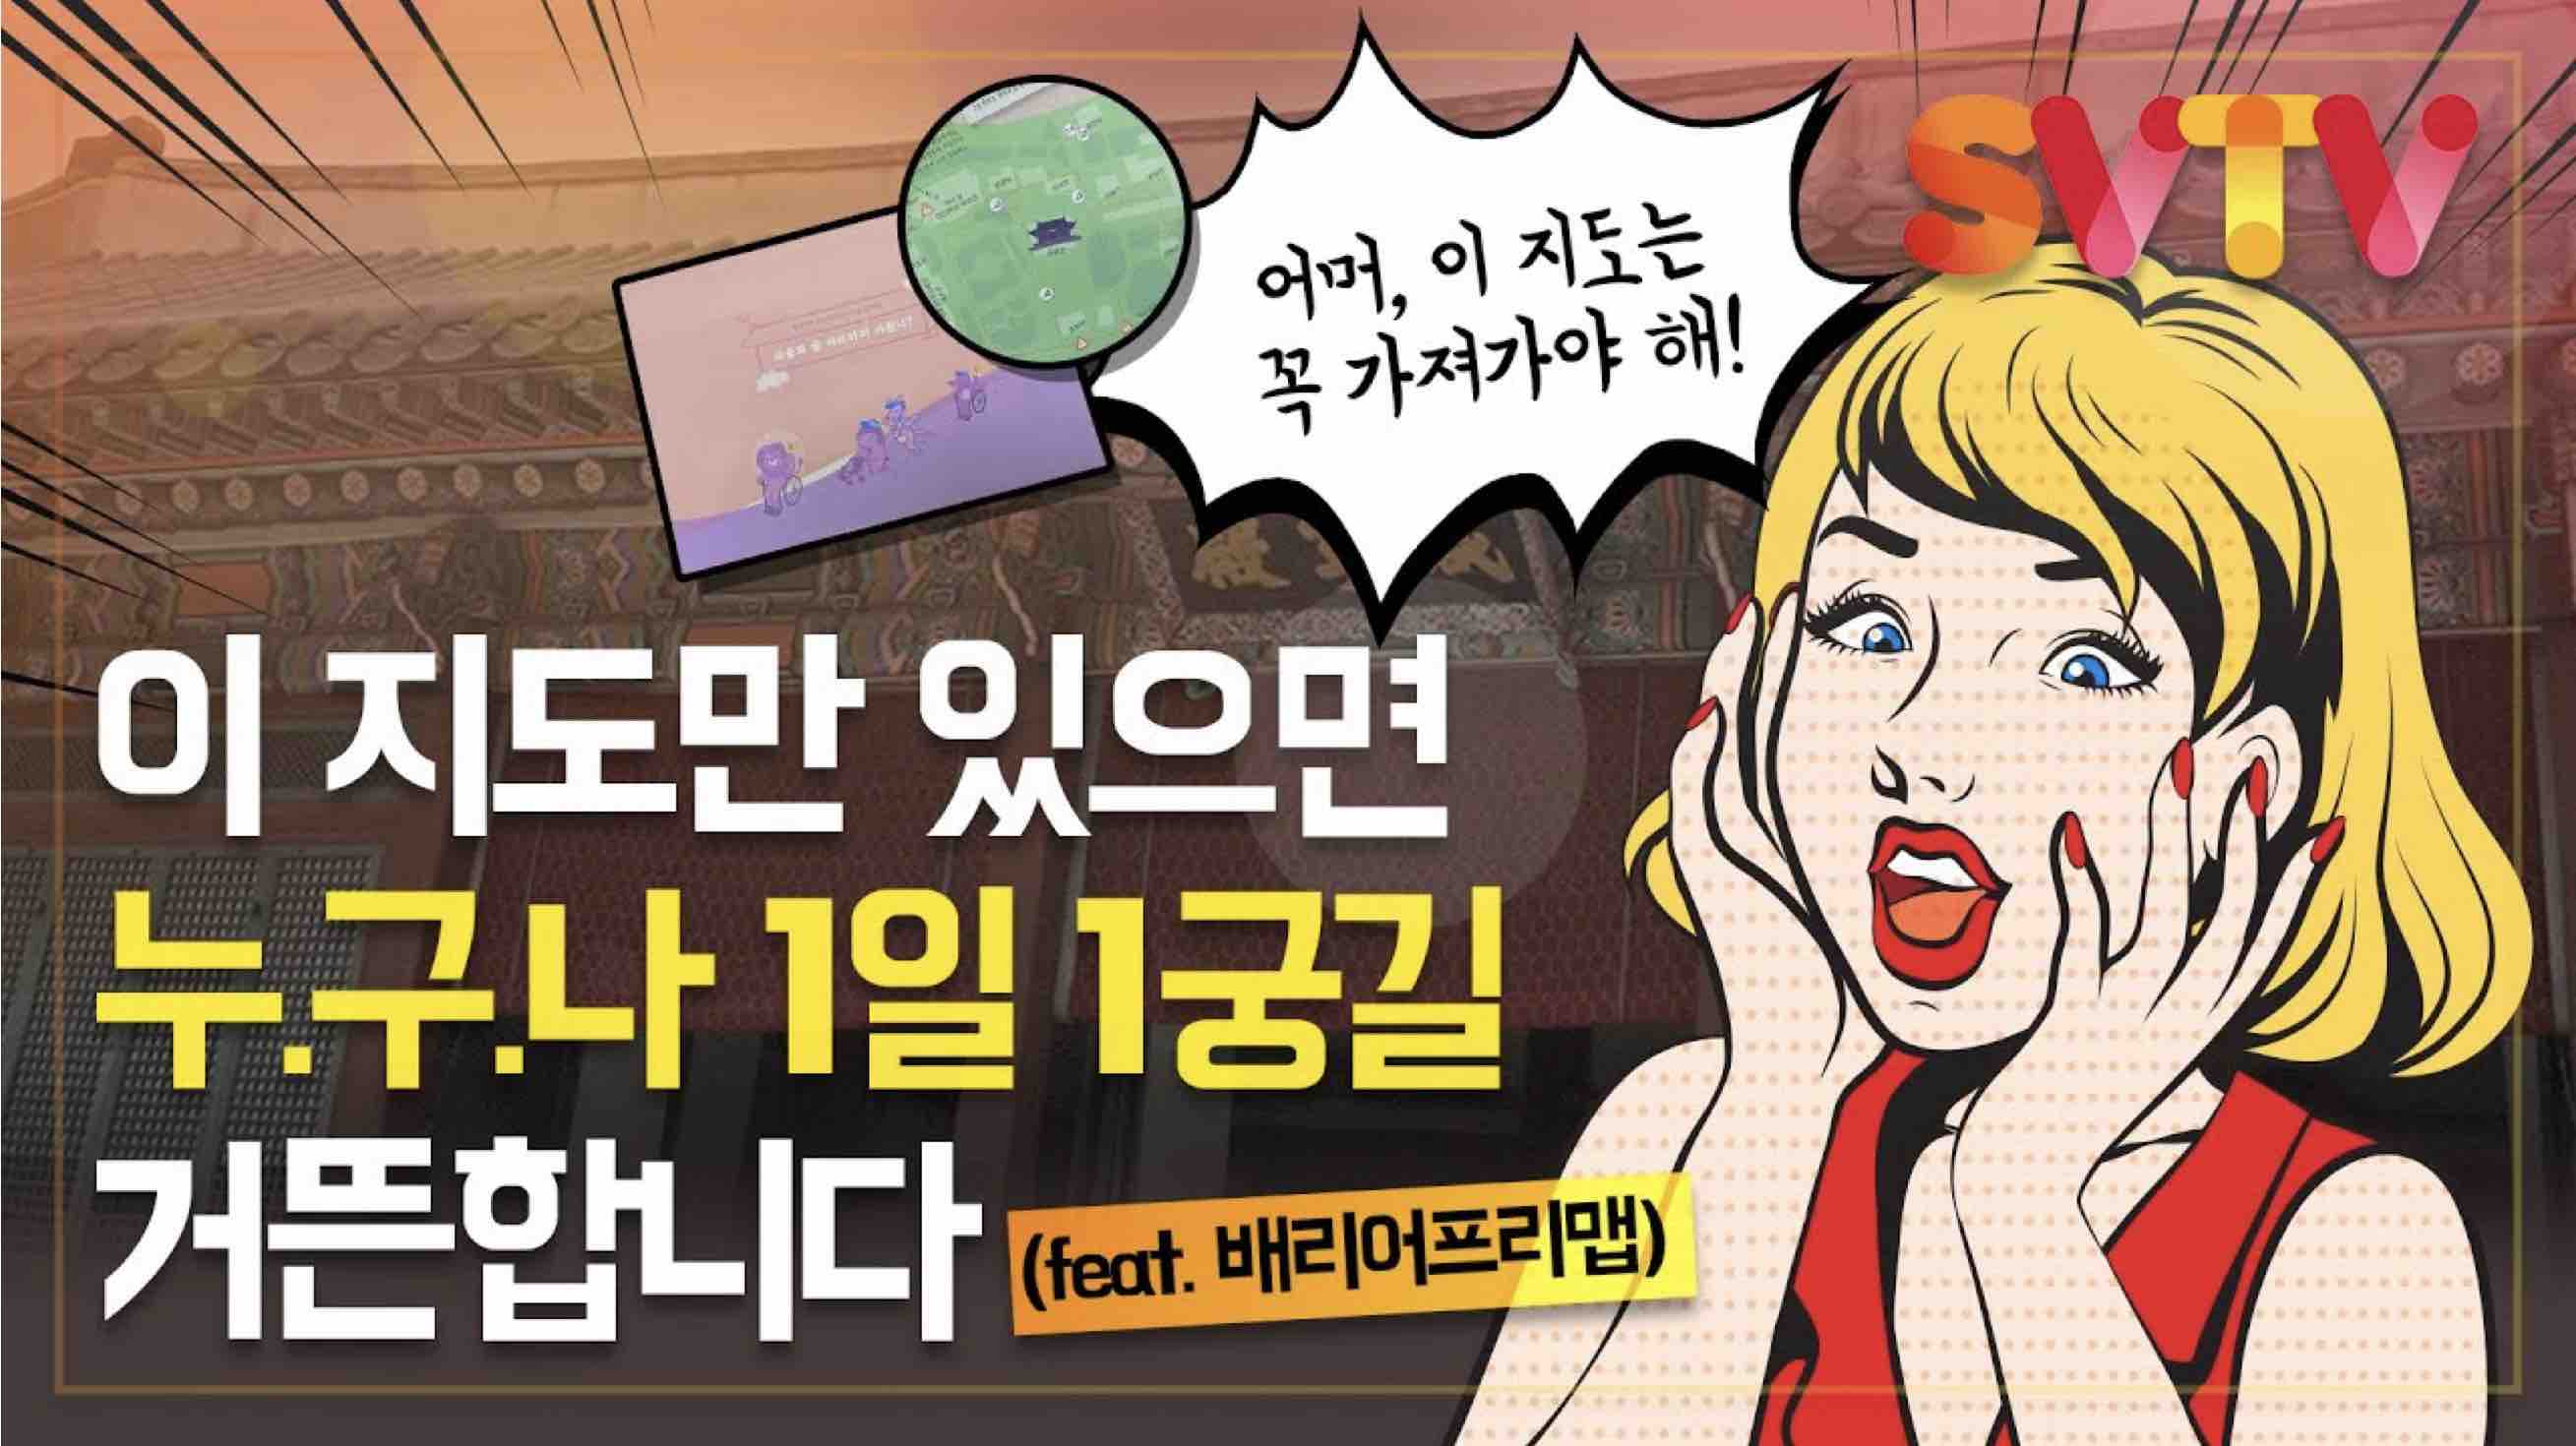 SVTV
어머, 이 지도는
꼭 가져가야 해!
이 지도만 있으면
누.구.나 1일 1궁길
거뜬합니다
(feat. 배리어프리맵)